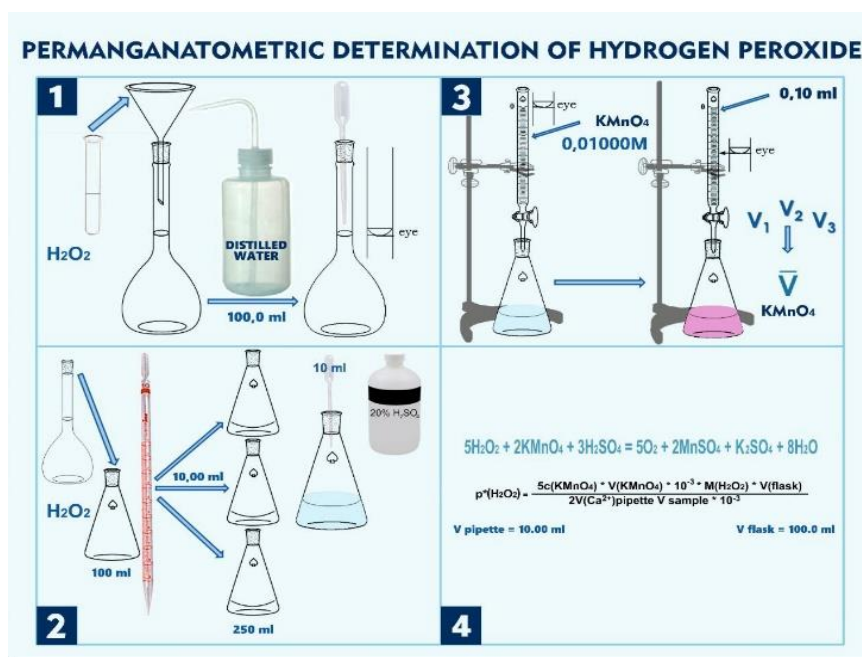 PERMANGANATOMETRIC DETERMINATION OF HYDROGEN PEROXIDE
1
H2O2
DISTILLED
WATER
100,0 ml
eye
3
eye
KMnO₄
0,01000M
0,10 ml
eye
V₁ V₂ V₃
V̅
KMnO₄
H2O2
100 ml
10,00 ml
250 ml
10 ml
20% H₂SO₄
2
5H₂O₂ + 2KMnO₄ + 3H₂SO₄ = 5O₂ + 2MnSO₄ + K₂SO₄ + 8H₂O
p*(H₂O₂) = 5c(KMnO₄) * V(KMnO₄) * 10⁻³ * M(H₂O₂) * V(flask)
2V(Ca²⁺)pipette V sample * 10⁻³
V pipette = 10.00 ml
V flask = 100.0 ml
4